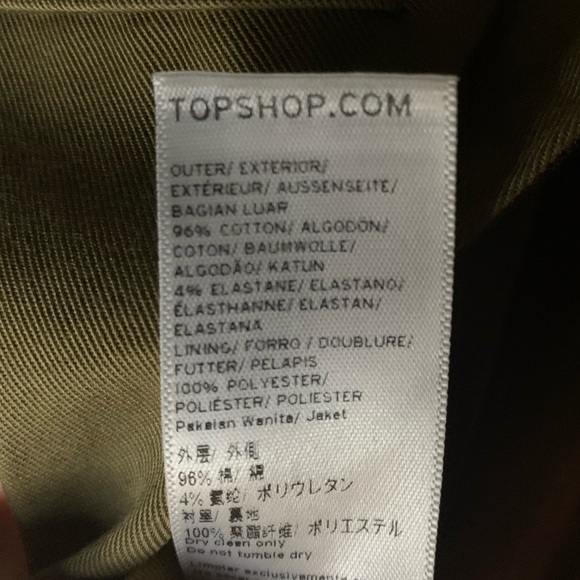 TOPSHOP.COM
OUTER/ EXTERIOR/
EXTÉRIEUR/ AUSSENSEITE/
BAGIAN LUAR
96% COTTON/ ALGODÓN/
COTON/ BAUMWOLLE/
ALGODÃO/ KATUN
4% ELASTANE/ ELASTANO/
ÉLASTHANNE/ ELASTAN/
ELASTANA
LINING/ FORRO / DOUBLURE/
FUTTER/ PELAPIS
100% POLYESTER/
POLIÉSTER/ POLIESTER
Pakaian Wanita/ Jaket
外层/ 外側
96% 棉/ 綿
4% 氨纶/ ポリウレタン
衬里/ 裏地
100% 聚酯纤维/ ポリエステル
Dry clean only
Do not tumble dry
Limpiar exclusivamente